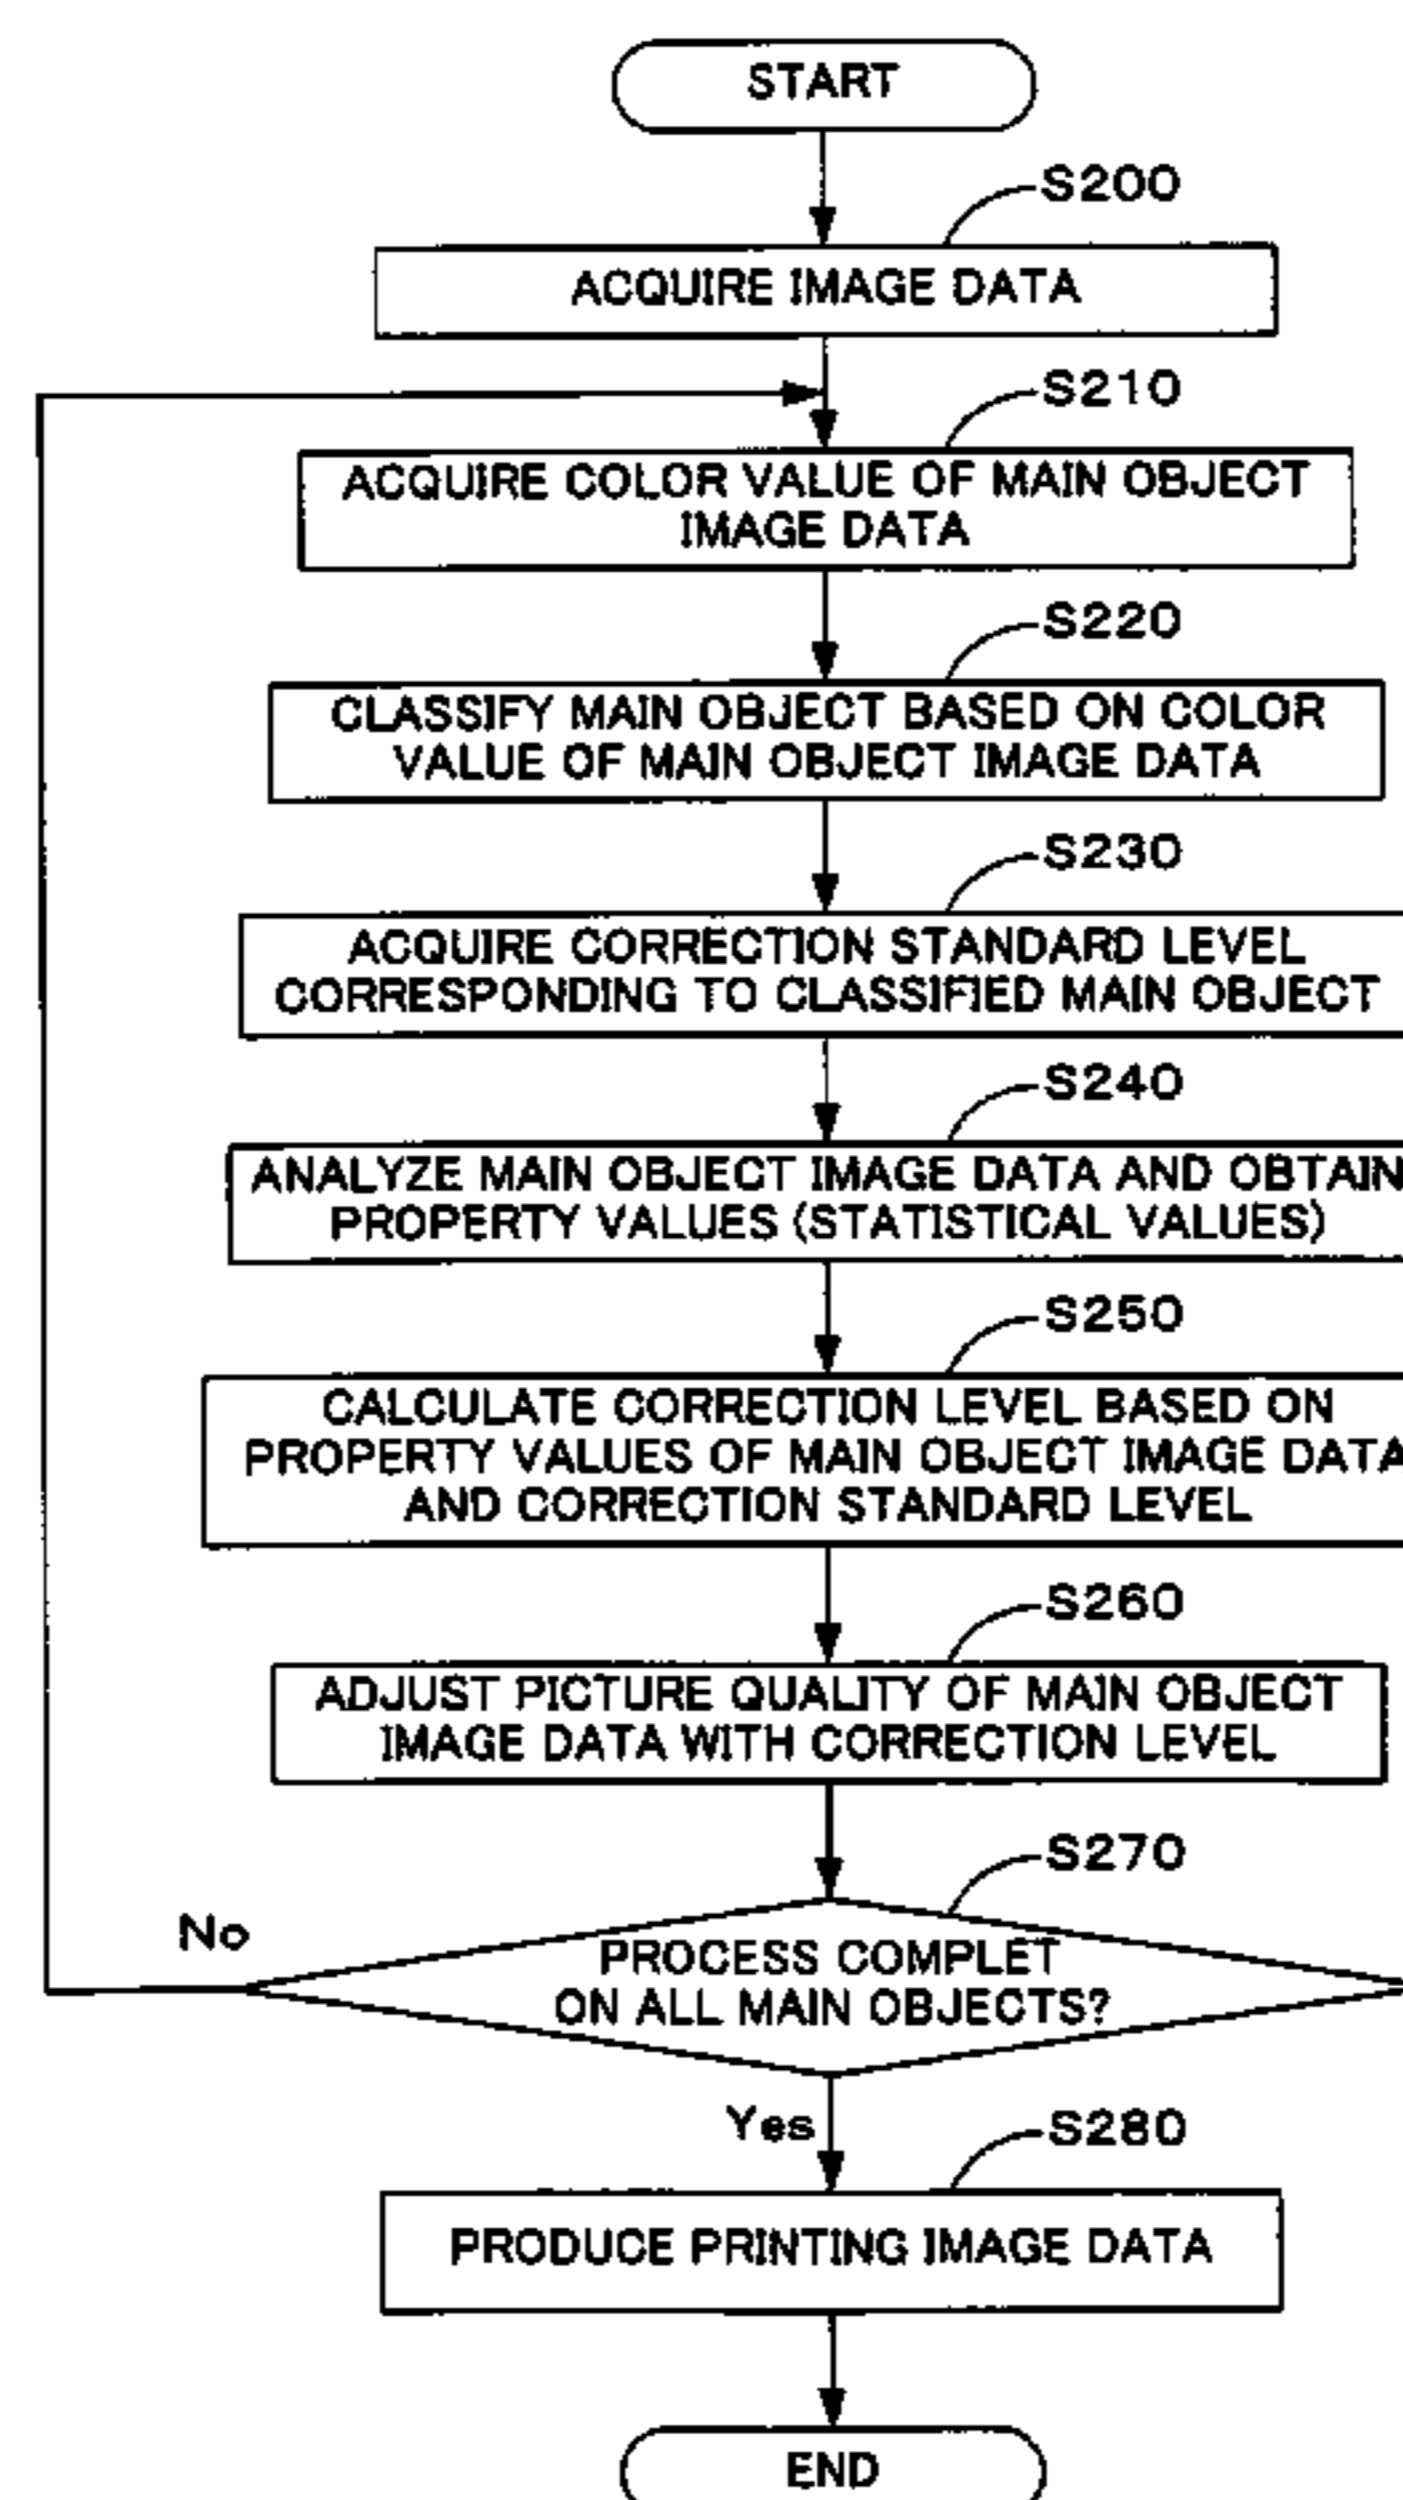 START
S200
ACQUIRE IMAGE DATA
S210
ACQUIRE COLOR VALUE OF MAIN OBJECT
IMAGE DATA
S220
CLASSIFY MAIN OBJECT BASED ON COLOR
VALUE OF MAIN OBJECT IMAGE DATA
S230
ACQUIRE CORRECTION STANDARD LEVEL
CORRESPONDING TO CLASSIFIED MAIN OBJECT
S240
ANALYZE MAIN OBJECT IMAGE DATA AND OBTAIN
PROPERTY VALUES (STATISTICAL VALUES)
S250
CALCULATE CORRECTION LEVEL BASED ON
PROPERTY VALUES OF MAIN OBJECT IMAGE DATA
AND CORRECTION STANDARD LEVEL
S260
ADJUST PICTURE QUALITY OF MAIN OBJECT
IMAGE DATA WITH CORRECTION LEVEL
S270
No
PROCESS COMPLET
ON ALL MAIN OBJECTS?
Yes
S280
PRODUCE PRINTING IMAGE DATA
END